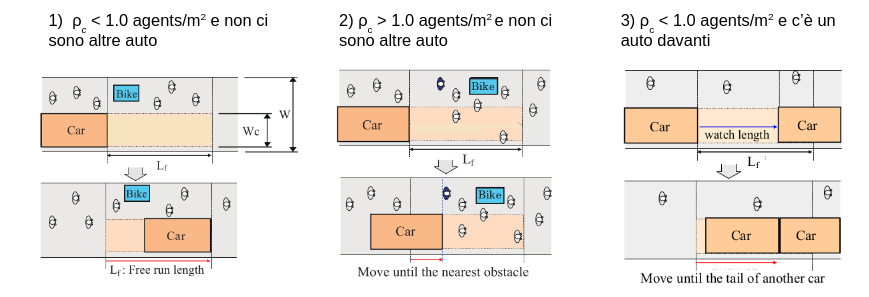 1) ρc < 1.0 agents/m² e non ci
sono altre auto
2) ρc > 1.0 agents/m² e non ci
sono altre auto
3) ρc < 1.0 agents/m² e c'è un
auto davanti
Bike
Car
Wc
W
Lf
Bike
Car
Lf: Free run length
Bike
Car
Lf
Bike
Car
Move until the nearest obstacle
Car
watch length
Car
Lf
Car
Car
Move until the tail of another car